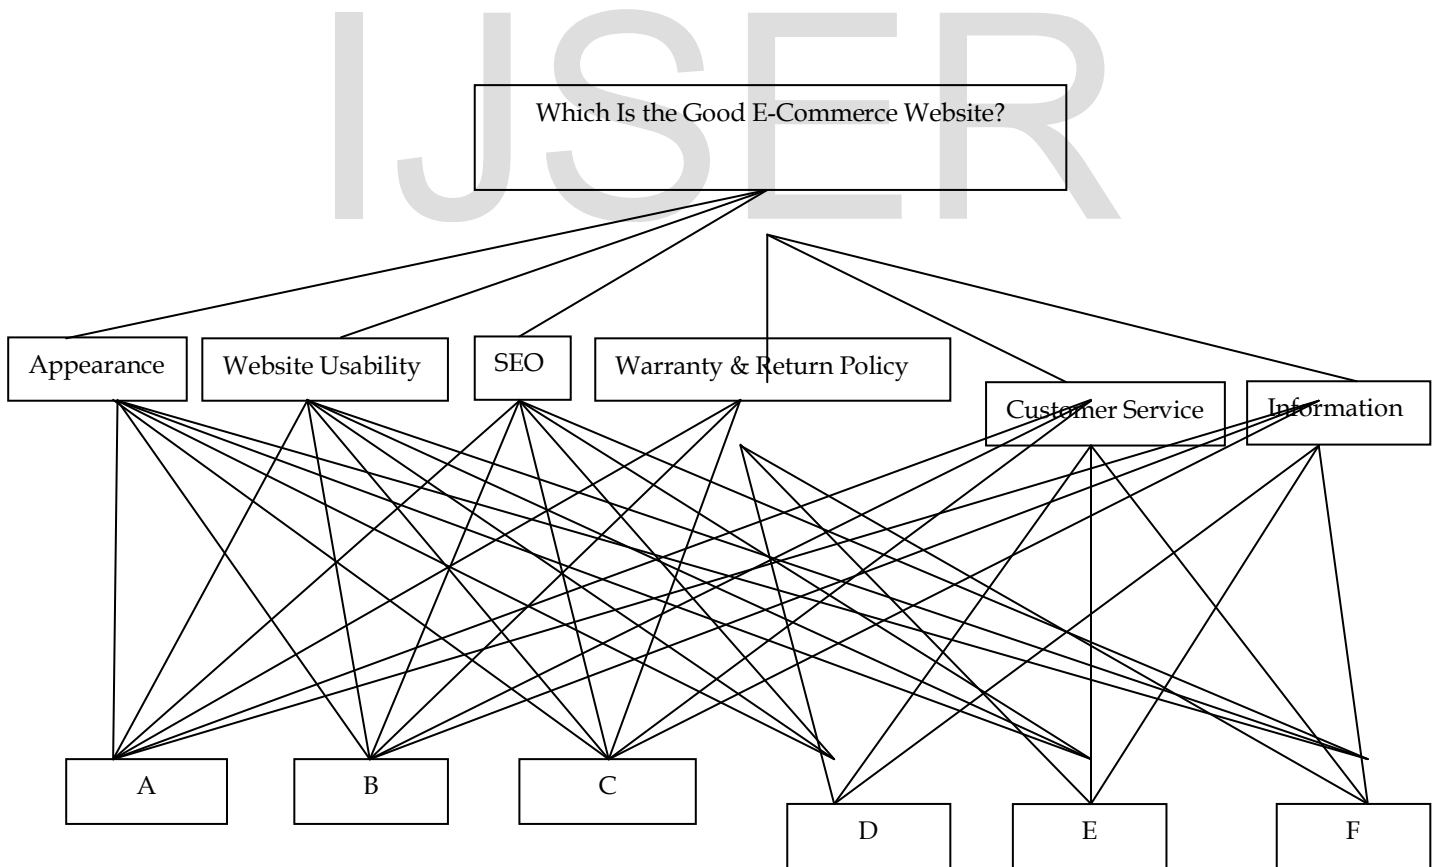 IJSER
Which Is the Good E-Commerce Website?
Appearance
Website Usability
SEO
Warranty & Return Policy
Customer Service
Information
A
B
C
D
E
F